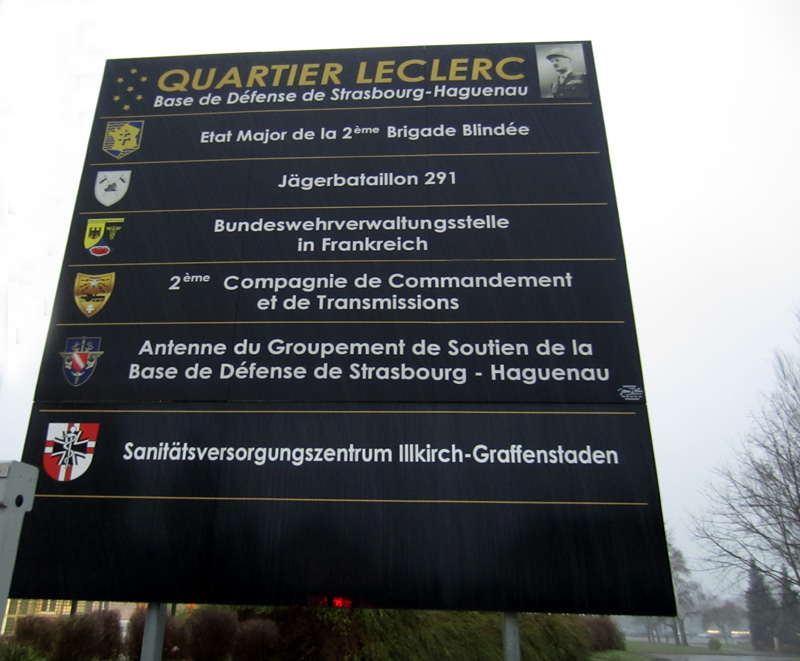 QUARTIER LECLERC
Base de Défense de Strasbourg-Haguenau
Etat Major de la 2ème Brigade Blindée
Jägerbataillon 291
Bundeswehrverwaltungsstelle
in Frankreich
2ème Compagnie de Commandement
et de Transmissions
Antenne du Groupement de Soutien de la
Base de Défense de Strasbourg - Haguenau
Sanitätsversorgungszentrum Illkirch-Graffenstaden